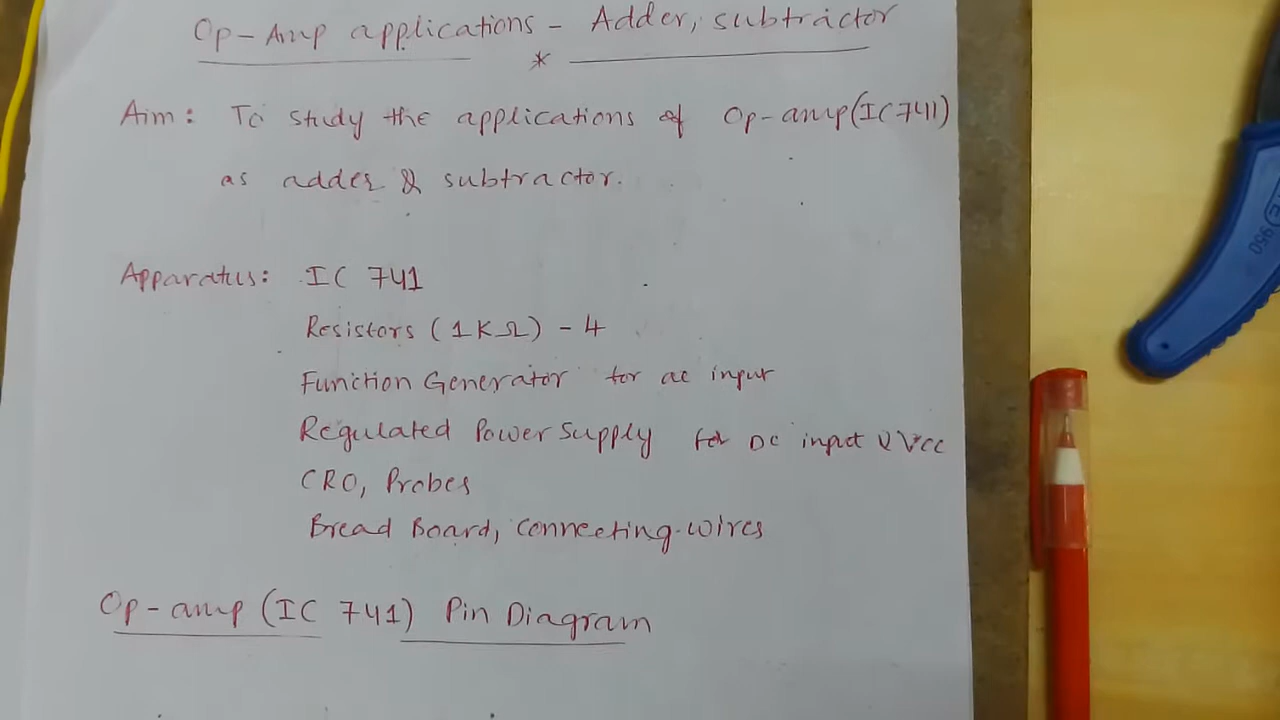 Op-Amp applications - Adder, subtractor
*
Aim: To study the applications of Op-amp(IC741)
as adder & subtractor.
Apparatus: IC 741
Resistors (1KΩ) - 4
Function Generator for ac input
Regulated Power Supply for DC input & Vcc
CRO, Probes
Bread Board, connecting wires
Op-amp (IC 741) Pin Diagram
950